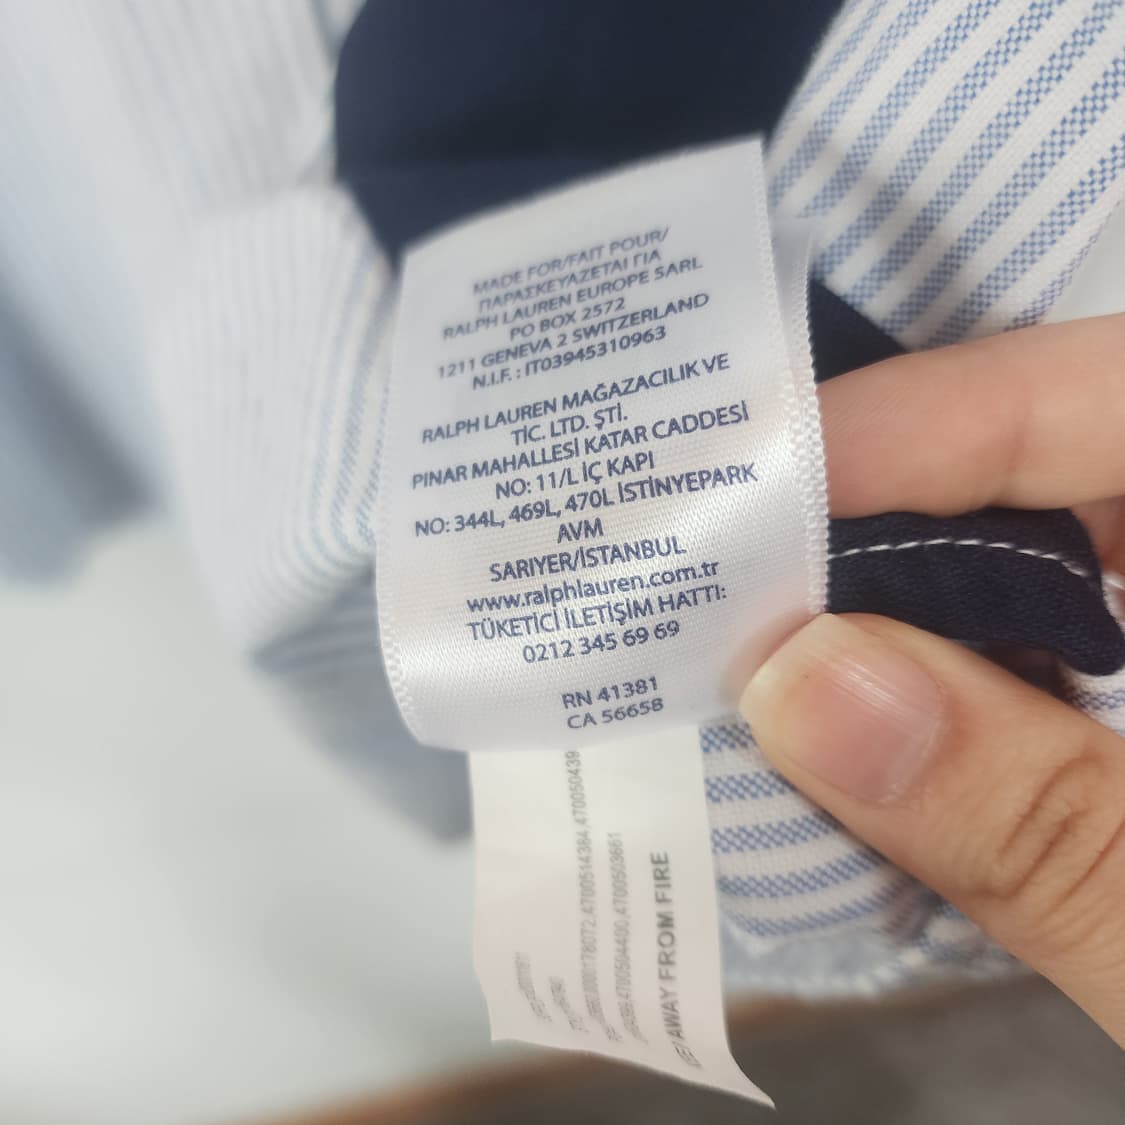 MADE FOR/FAIT POUR/
ΠΑΡΑΣΚΕΥΑΖΕΤΑΙ ΓΙΑ
RALPH LAUREN EUROPE SARL
PO BOX 2572
1211 GENEVA 2 SWITZERLAND
N.I.F. : IT03945310963
RALPH LAUREN MAĞAZACILIK VE
TİC. LTD. ŞTİ.
PINAR MAHALLESİ KATAR CADDESİ
NO: 11/L İÇ KAPI
NO: 344L, 469L, 470L İSTİNYEPARK
AVM
SARIYER/İSTANBUL
www.ralphlauren.com.tr
TÜKETİCİ İLETİŞİM HATTI:
0212 345 69 69
RN 41381
CA 56658
AWAY FROM FIRE